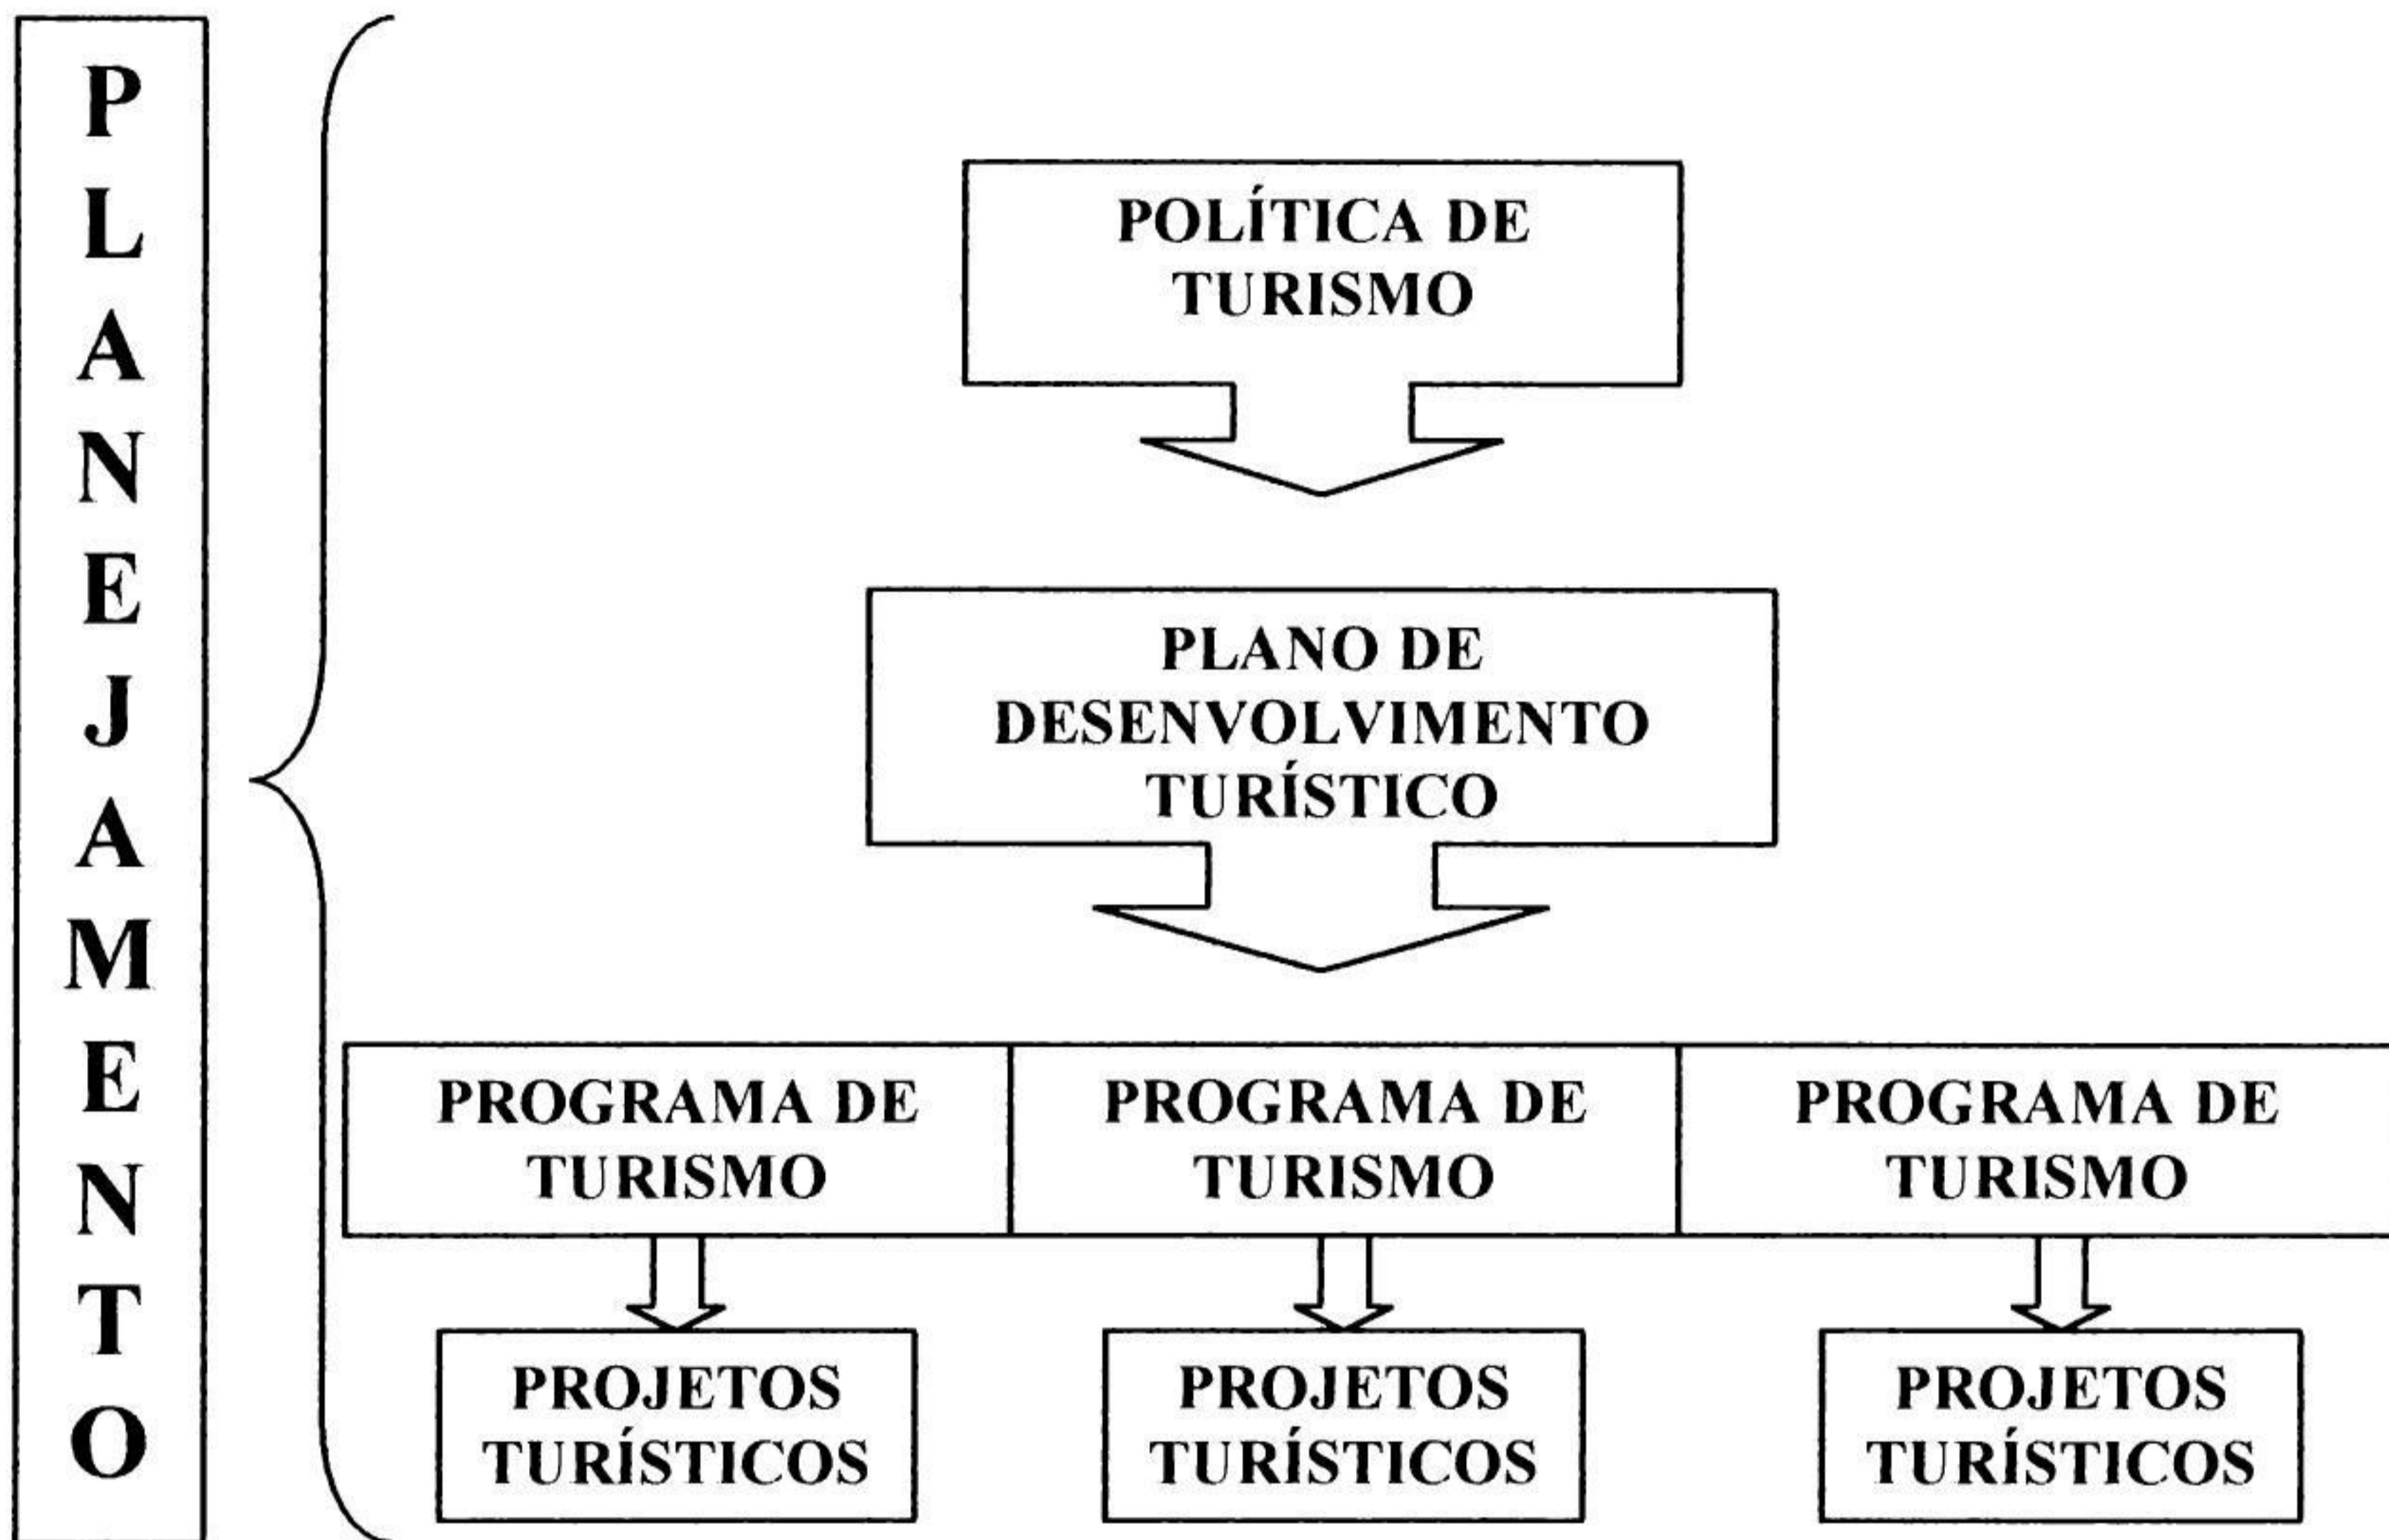 PLANEJAMENTO
POLÍTICA DE
TURISMO
PLANO DE
DESENVOLVIMENTO
TURÍSTICO
PROGRAMA DE
TURISMO
PROGRAMA DE
TURISMO
PROGRAMA DE
TURISMO
PROJETOS
TURÍSTICOS
PROJETOS
TURÍSTICOS
PROJETOS
TURÍSTICOS